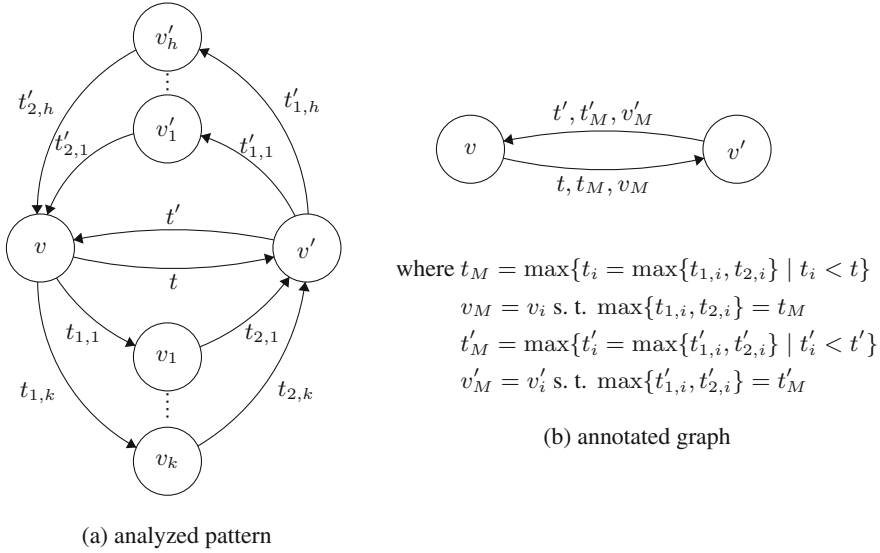 v'_h
t'_{2,h}
t'_{1,h}
v'_1
t'_{2,1}
t'_{1,1}
t'
v
v'
t
t_{1,1}
v_1
t_{2,1}
t_{1,k}
t_{2,k}
v_k
(a) analyzed pattern
t', t'_M, v'_M
v
v'
t, t_M, v_M
where t_M = max{t_i = max{t_{1,i}, t_{2,i}} | t_i < t}
v_M = v_i s. t. max{t_{1,i}, t_{2,i}} = t_M
t'_M = max{t'_i = max{t'_{1,i}, t'_{2,i}} | t'_i < t'}
v'_M = v'_i s. t. max{t'_{1,i}, t'_{2,i}} = t'_M
(b) annotated graph